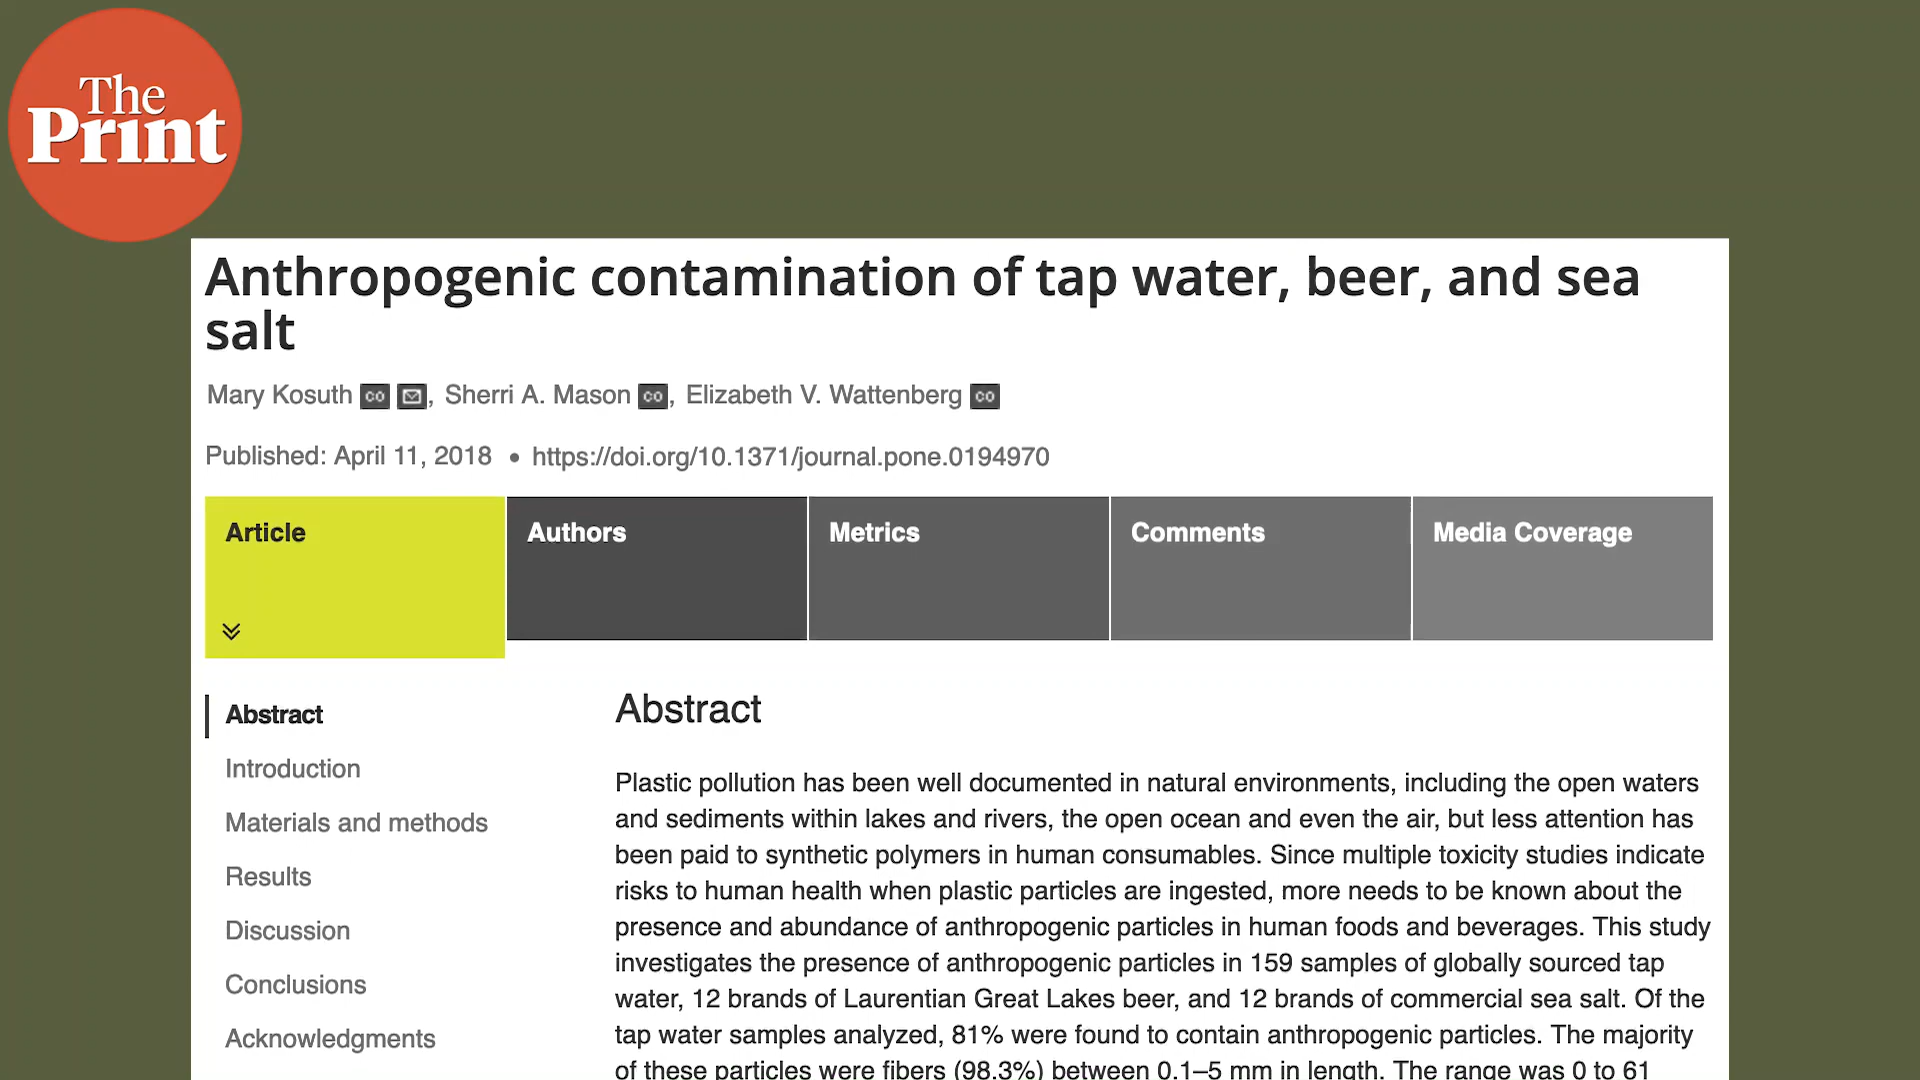 The
Print
Anthropogenic contamination of tap water, beer, and sea
salt
Mary Kosuth, Sherri A. Mason, Elizabeth V. Wattenberg
Published: April 11, 2018 • https://doi.org/10.1371/journal.pone.0194970
Article
Authors
Metrics
Comments
Media Coverage
Abstract
Introduction
Materials and methods
Results
Discussion
Conclusions
Acknowledgments
Abstract
Plastic pollution has been well documented in natural environments, including the open waters
and sediments within lakes and rivers, the open ocean and even the air, but less attention has
been paid to synthetic polymers in human consumables. Since multiple toxicity studies indicate
risks to human health when plastic particles are ingested, more needs to be known about the
presence and abundance of anthropogenic particles in human foods and beverages. This study
investigates the presence of anthropogenic particles in 159 samples of globally sourced tap
water, 12 brands of Laurentian Great Lakes beer, and 12 brands of commercial sea salt. Of the
tap water samples analyzed, 81% were found to contain anthropogenic particles. The majority
of these particles were fibers (98.3%) between 0.1–5 mm in length. The range was 0 to 61